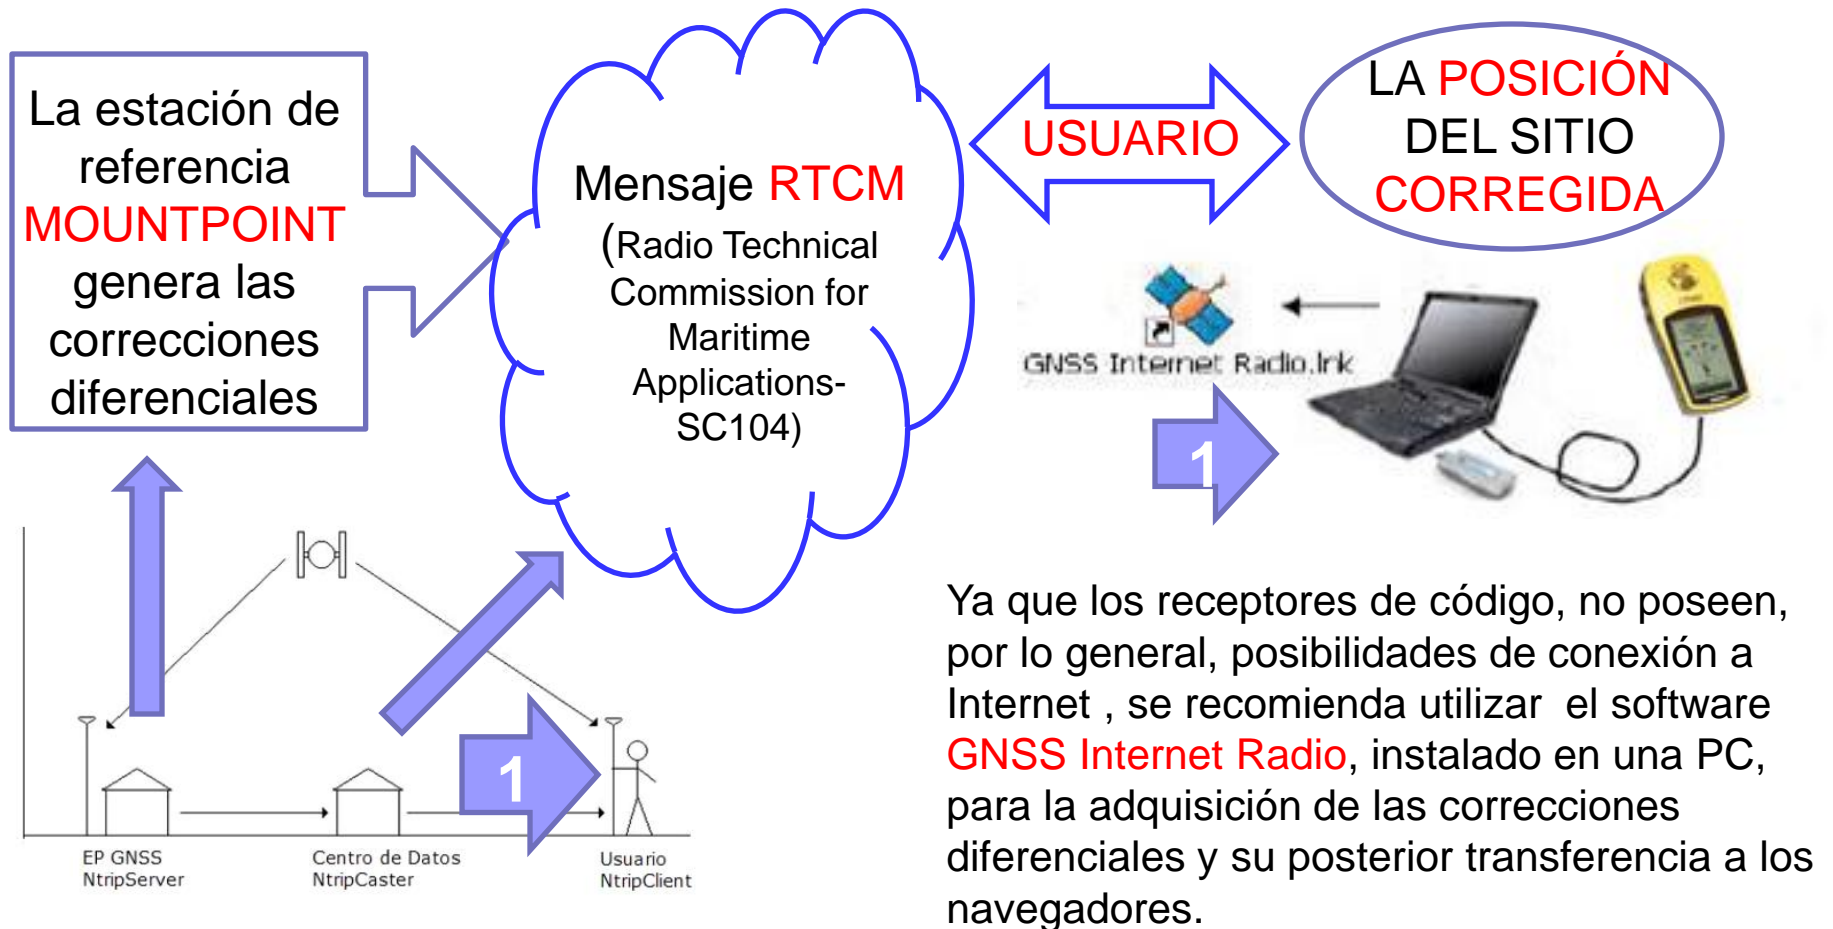 La estación de
referencia
MOUNTPOINT
genera las
correcciones
diferenciales
Mensaje RTCM
(Radio Technical
Commission for
Maritime
Applications-
SC104)
USUARIO
LA POSICIÓN
DEL SITIO
CORREGIDA
GNSS Internet Radio.lnk
1
1
EP GNSS
NtripServer
Centro de Datos
NtripCaster
Usuario
NtripClient
Ya que los receptores de código, no poseen,
por lo general, posibilidades de conexión a
Internet , se recomienda utilizar  el software
GNSS Internet Radio, instalado en una PC,
para la adquisición de las correcciones
diferenciales y su posterior transferencia a los
navegadores.